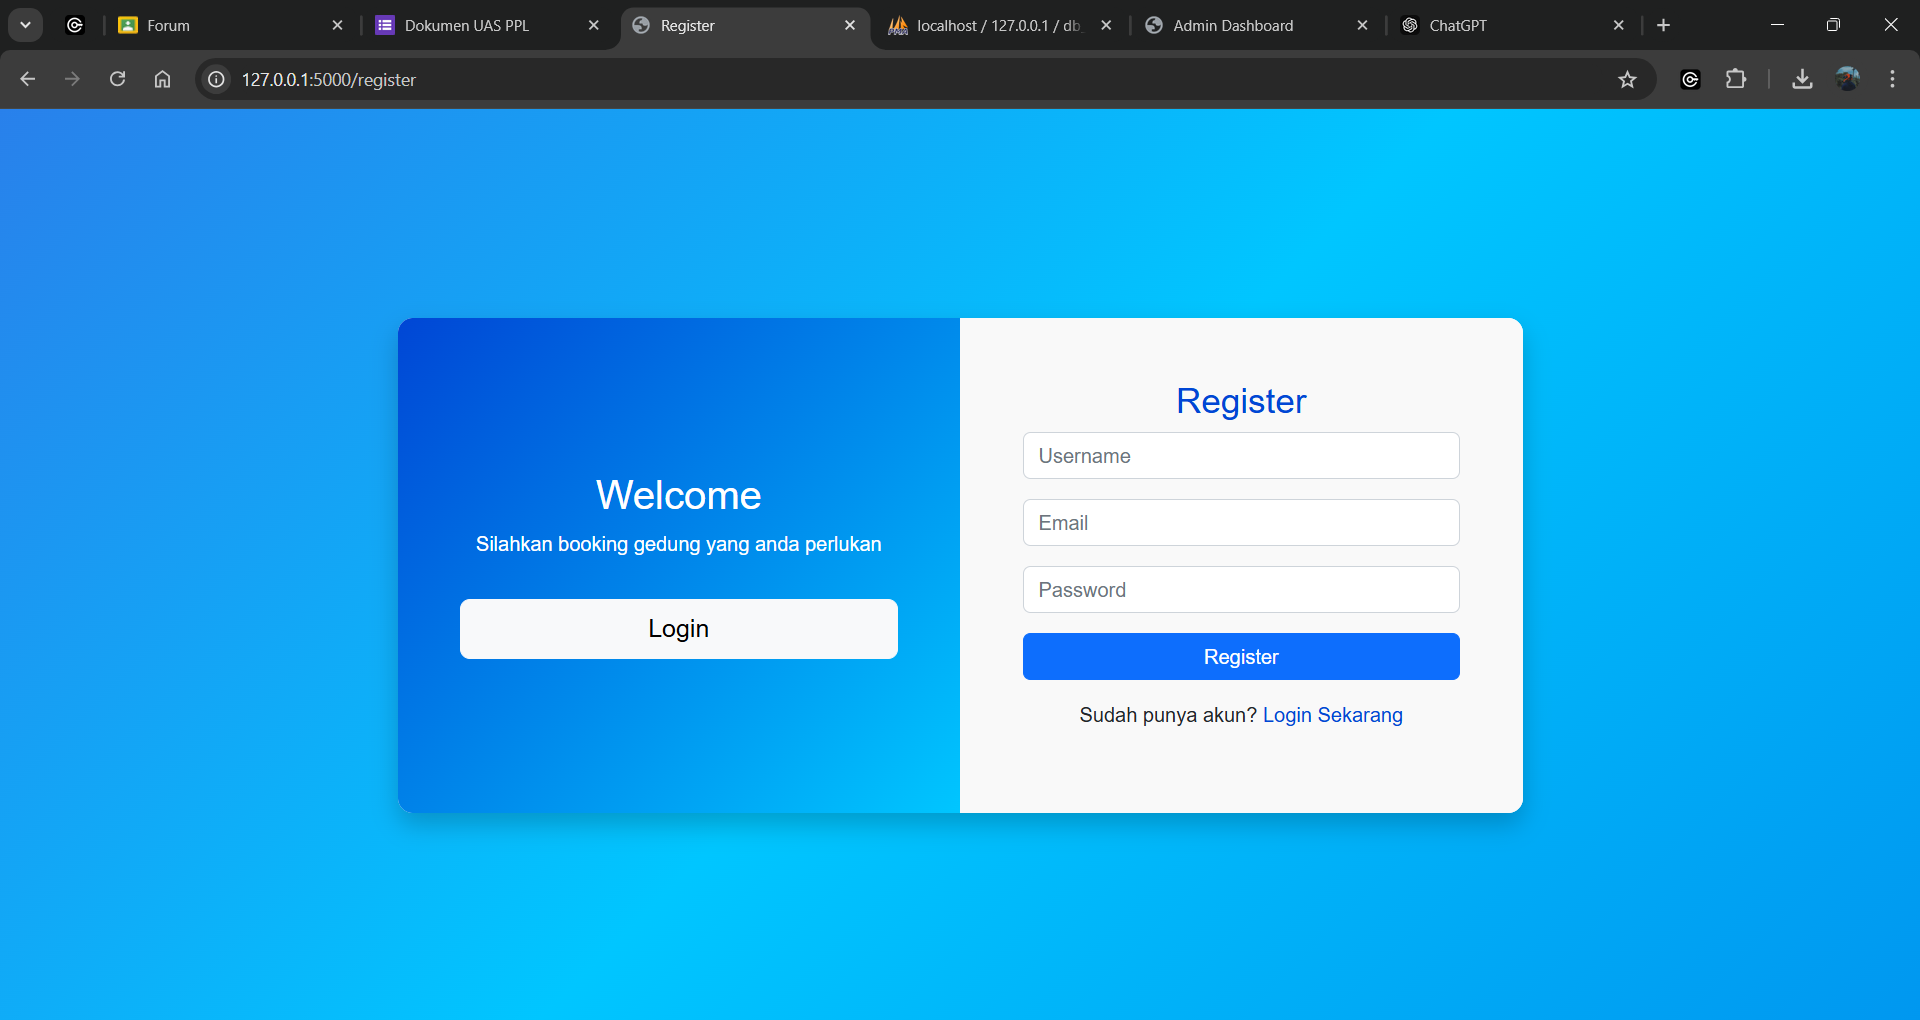 Forum
Dokumen UAS PPL
Register
localhost / 127.0.0.1 / db_
Admin Dashboard
ChatGPT
127.0.0.1:5000/register
Welcome
Silahkan booking gedung yang anda perlukan
Login
Register
Username
Email
Password
Register
Sudah punya akun? Login Sekarang